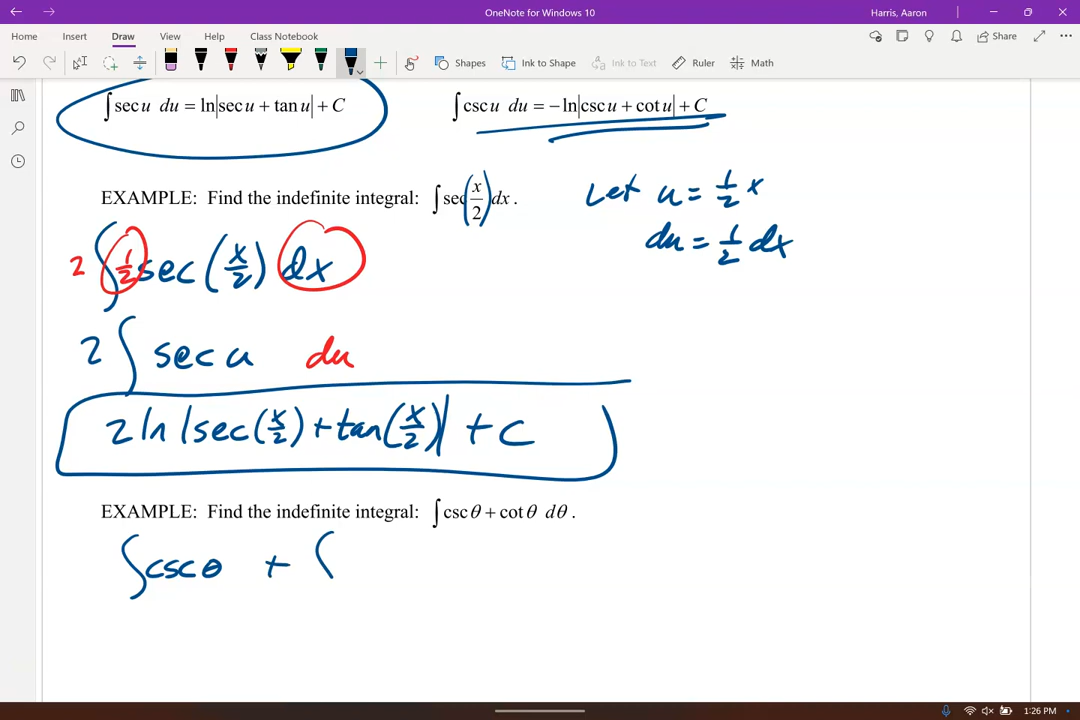 OneNote for Windows 10
Harris, Aaron
Home Insert Draw View Help Class Notebook Share
Shapes Ink to Shape Ink to Text Ruler Math
∫ sec u du = ln|sec u + tan u| + C
∫ csc u du = −ln|csc u + cot u| + C
EXAMPLE: Find the indefinite integral: ∫ sec(x/2) dx .
Let u = 1/2 x
du = 1/2 dx
2 ∫ 1/2 sec (x/2) dx
2 ∫ sec u du
2 ln |sec(x/2) + tan(x/2)| + C
EXAMPLE: Find the indefinite integral: ∫ csc θ + cot θ dθ .
∫ csc θ + ∫
1:26 PM